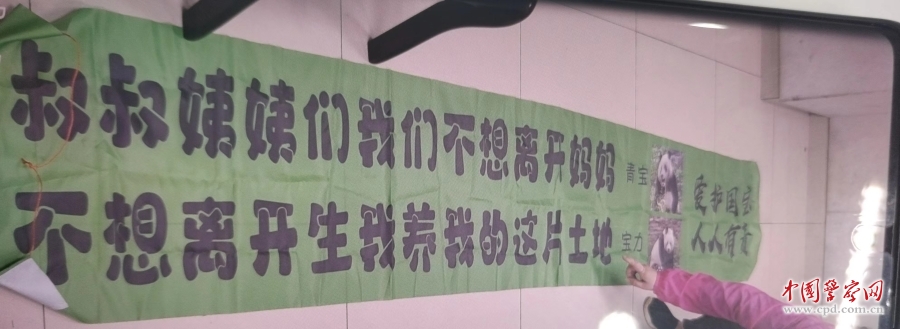 叔叔姨姨们我们不想离开妈妈
不想离开生我养我的这片土地
青宝
宝力
爱护国宝
人人有责
中国警察网
www.cpd.com.cn